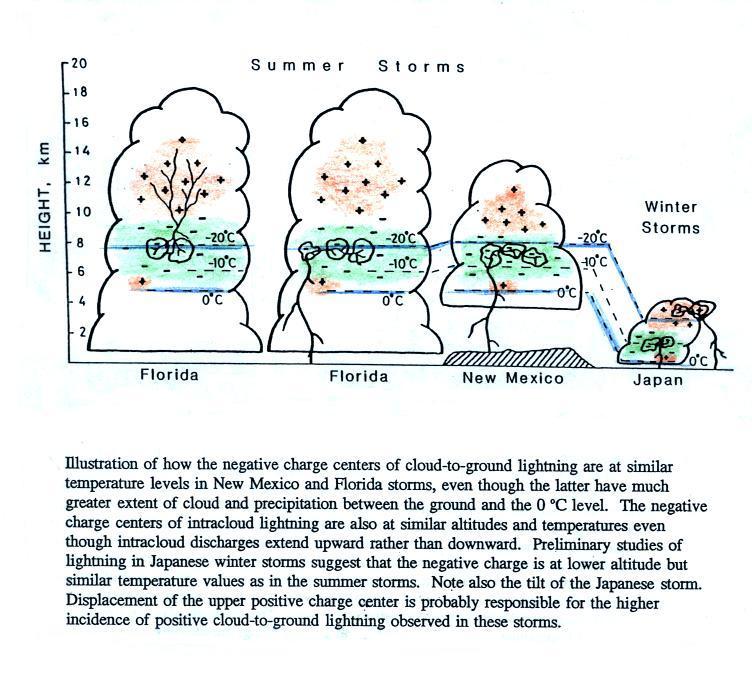 Summer Storms
20
18
16
14
12
10
8
6
4
2
HEIGHT, km
-20°C
-10°C
0°C
-20°C
-10°C
0°C
-20°C
-10°C
0°C
Winter
Storms
0°C
Florida
Florida
New Mexico
Japan
Illustration of how the negative charge centers of cloud-to-ground lightning are at similar
temperature levels in New Mexico and Florida storms, even though the latter have much
greater extent of cloud and precipitation between the ground and the 0 °C level. The negative
charge centers of intracloud lightning are also at similar altitudes and temperatures even
though intracloud discharges extend upward rather than downward. Preliminary studies of
lightning in Japanese winter storms suggest that the negative charge is at lower altitude but
similar temperature values as in the summer storms. Note also the tilt of the Japanese storm.
Displacement of the upper positive charge center is probably responsible for the higher
incidence of positive cloud-to-ground lightning observed in these storms.